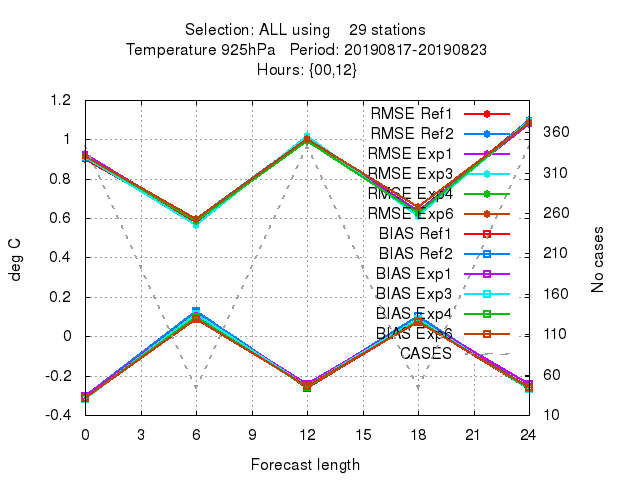 Selection: ALL using 29 stations
Temperature 925hPa Period: 20190817-20190823
Hours: {00,12}
1.2
1
0.8
0.6
0.4
0.2
0
-0.2
-0.4
deg C
RMSE Ref1
RMSE Ref2
RMSE Exp1
RMSE Exp3
RMSE Exp4
RMSE Exp6
BIAS Ref1
BIAS Ref2
BIAS Exp1
BIAS Exp3
BIAS Exp4
BIAS Exp6
CASES
360
310
260
210
160
110
60
10
No cases
0 3 6 9 12 15 18 21 24
Forecast length